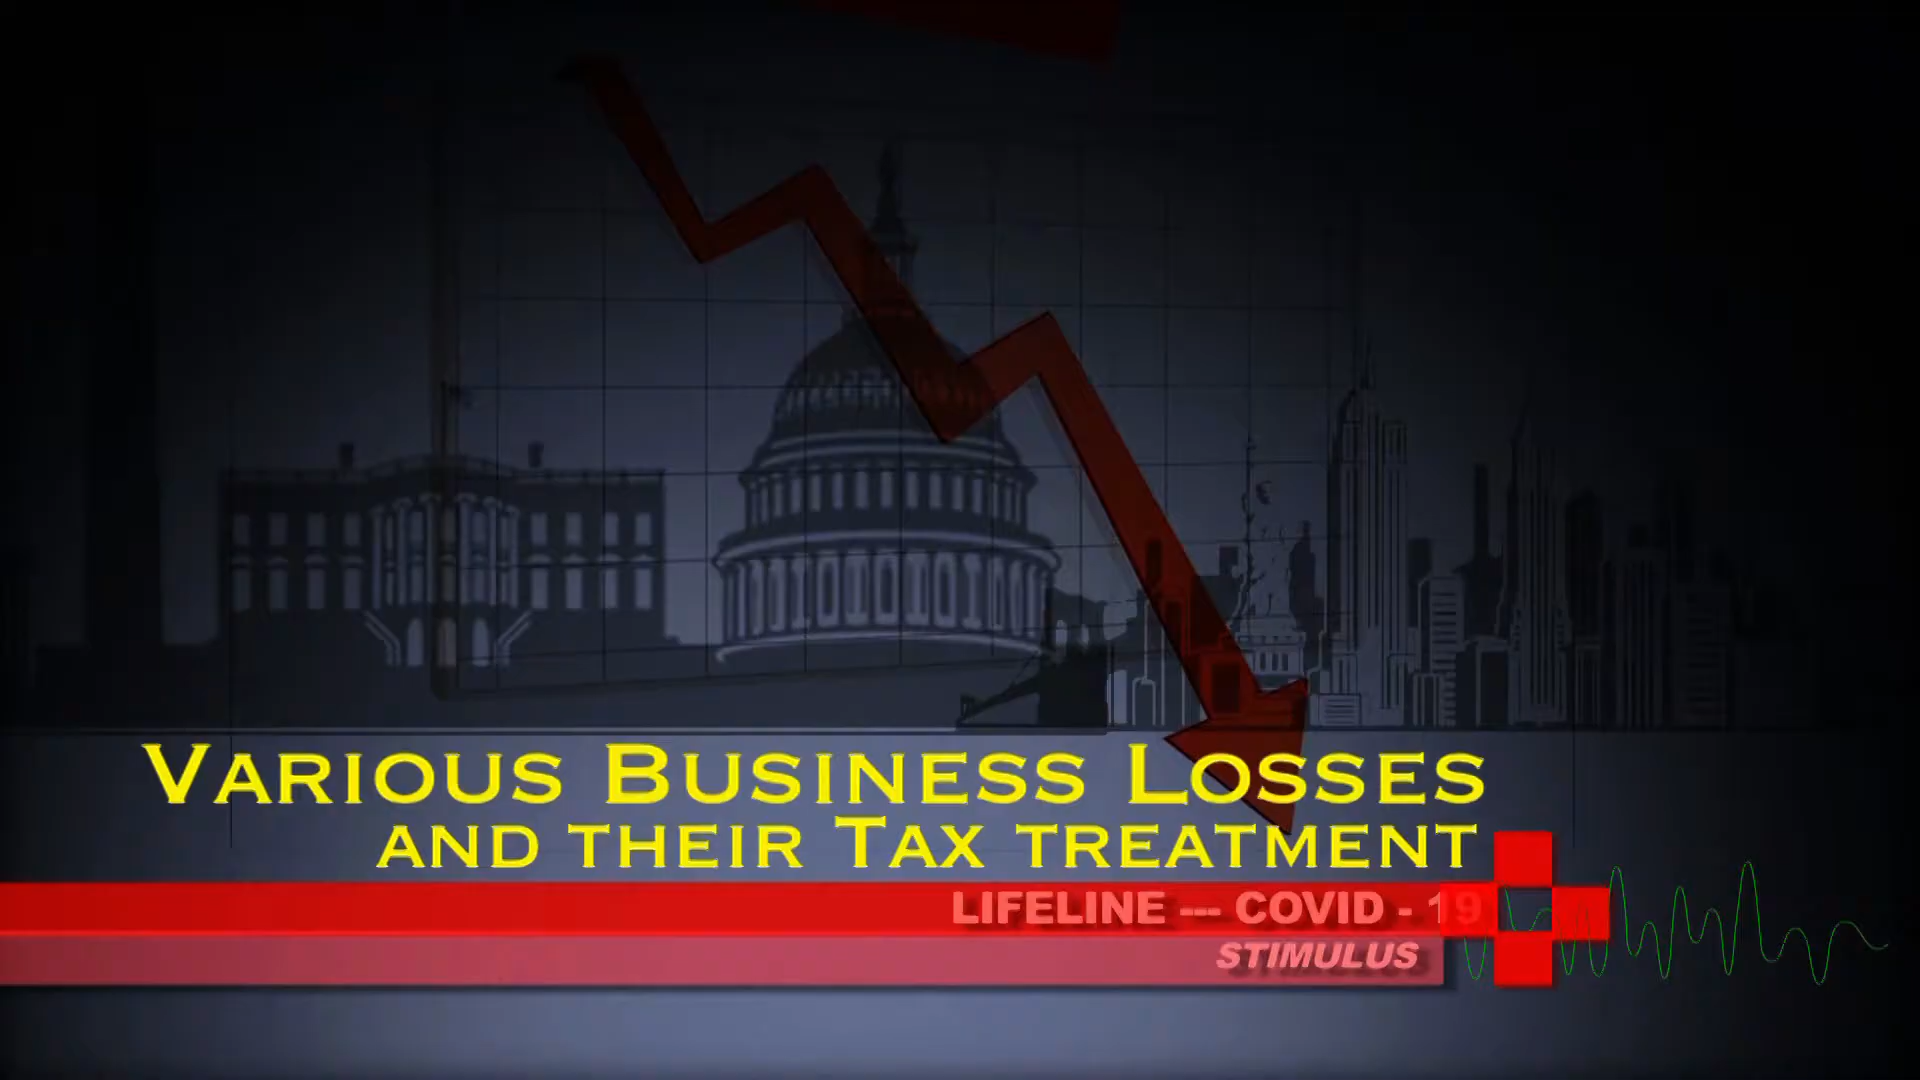 Various Business Losses
and their Tax treatment
LIFELINE --- COVID - 19
STIMULUS